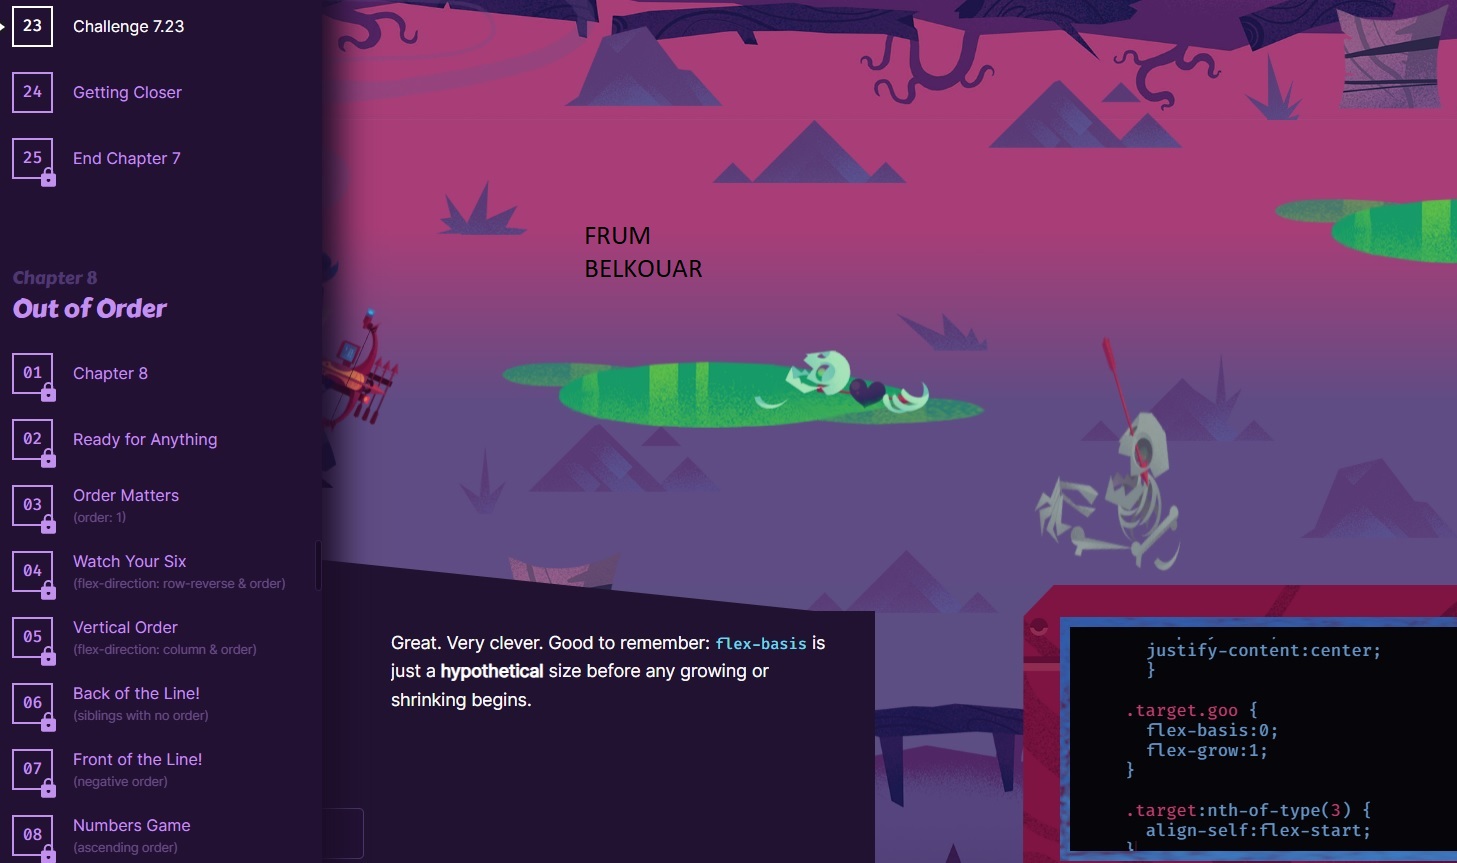 23
Challenge 7.23
24
Getting Closer
25
End Chapter 7
Chapter 8
Out of Order
01
Chapter 8
02
Ready for Anything
03
Order Matters
(order: 1)
04
Watch Your Six
(flex-direction: row-reverse & order)
05
Vertical Order
(flex-direction: column & order)
06
Back of the Line!
(siblings with no order)
07
Front of the Line!
(negative order)
08
Numbers Game
(ascending order)
FRUM
BELKOUAR
Great. Very clever. Good to remember: flex-basis is
just a hypothetical size before any growing or
shrinking begins.
justify-content:center;
}
.target.goo {
flex-basis:0;
flex-grow:1;
}
.target:nth-of-type(3) {
align-self:flex-start;
}